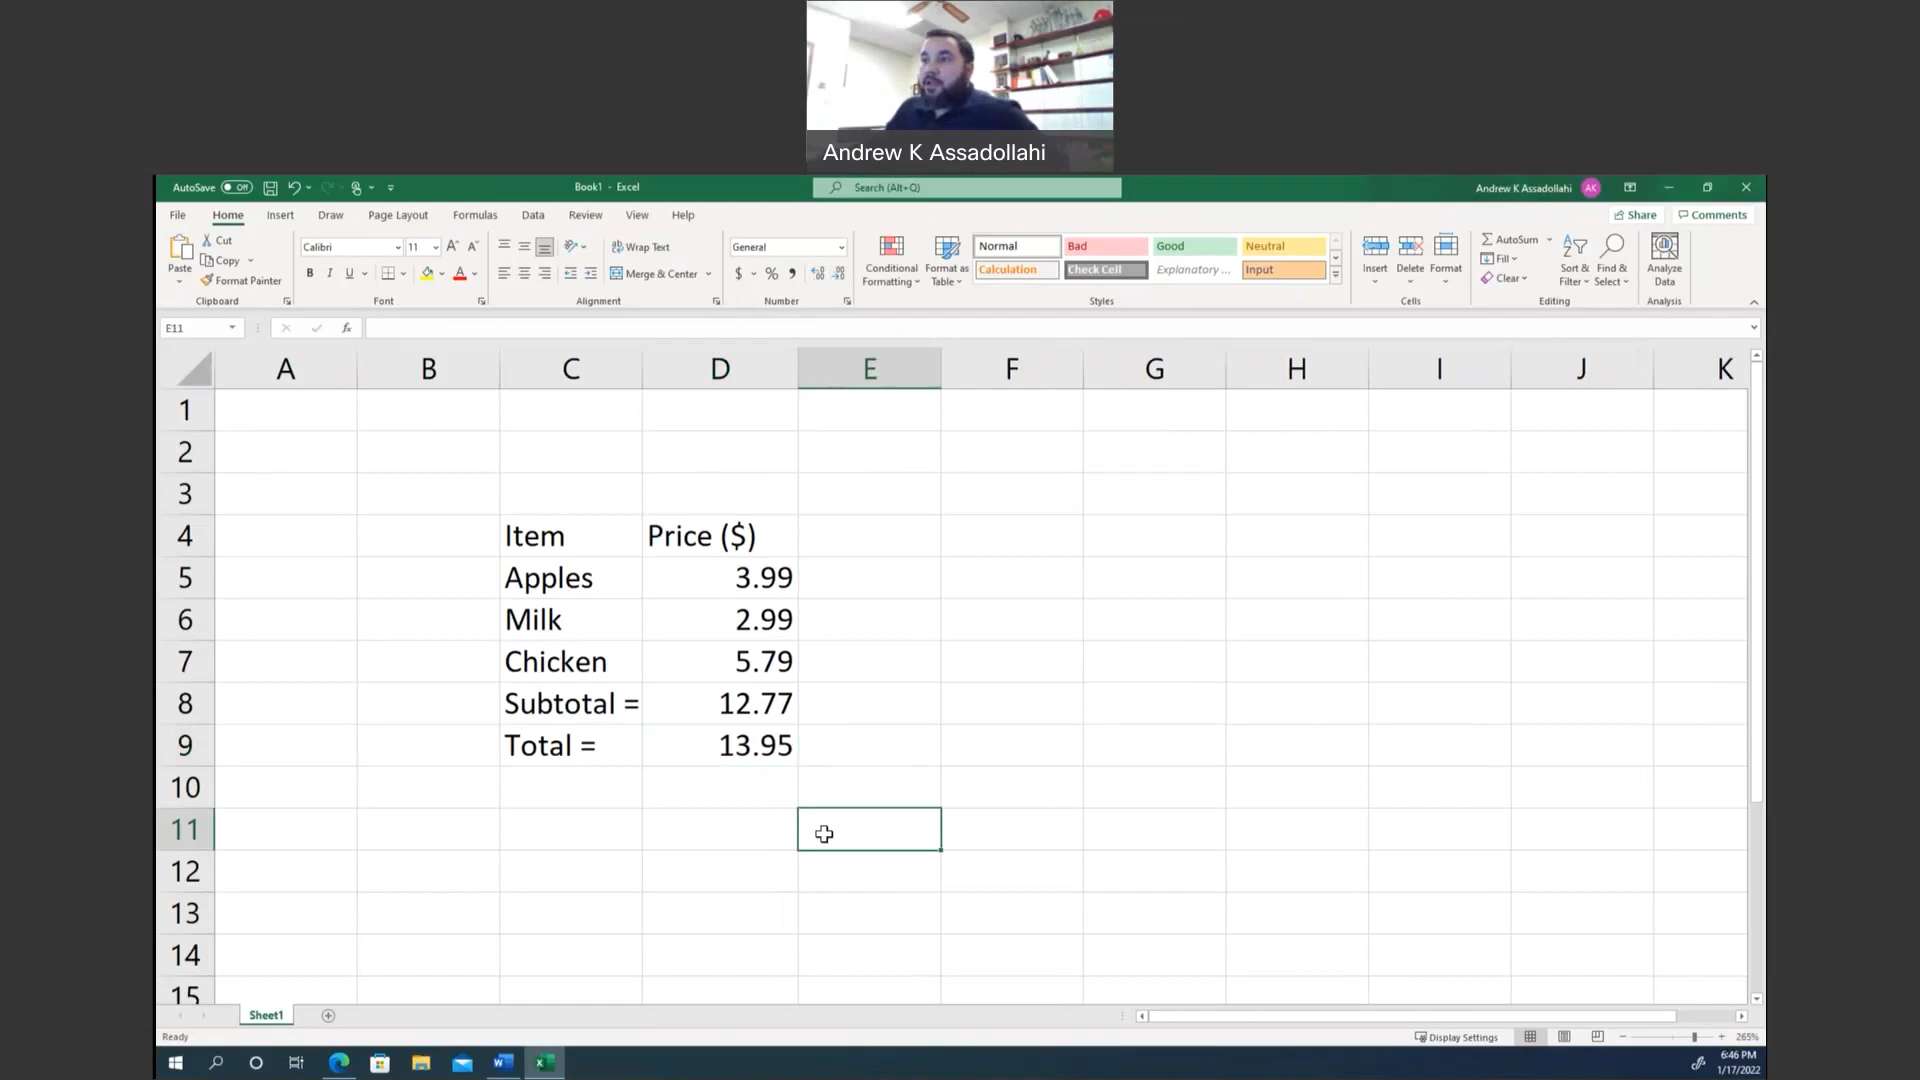 Andrew K Assadollahi
AutoSave Off
Book1 - Excel
Search (Alt+Q)
Andrew K Assadollahi AK
File Home Insert Draw Page Layout Formulas Data Review View Help
Share Comments
Paste
Cut
Copy
Format Painter
Clipboard
Calibri 11
B I U
Font
Wrap Text
Merge & Center
Alignment
General
$ % 9
Number
Conditional
Formatting
Format as
Table
Normal Bad Good Neutral
Calculation Check Cell Explanatory ... Input
Styles
Insert Delete Format
Cells
AutoSum
Fill
Clear
Sort &
Filter
Find &
Select
Editing
Analyze
Data
Analysis
E11 fx
A B C D E F G H I J K
1
2
3
4 Item Price ($)
5 Apples 3.99
6 Milk 2.99
7 Chicken 5.79
8 Subtotal = 12.77
9 Total = 13.95
10
11
12
13
14
15
Sheet1
Ready
Display Settings
265%
6:46 PM
1/17/2022